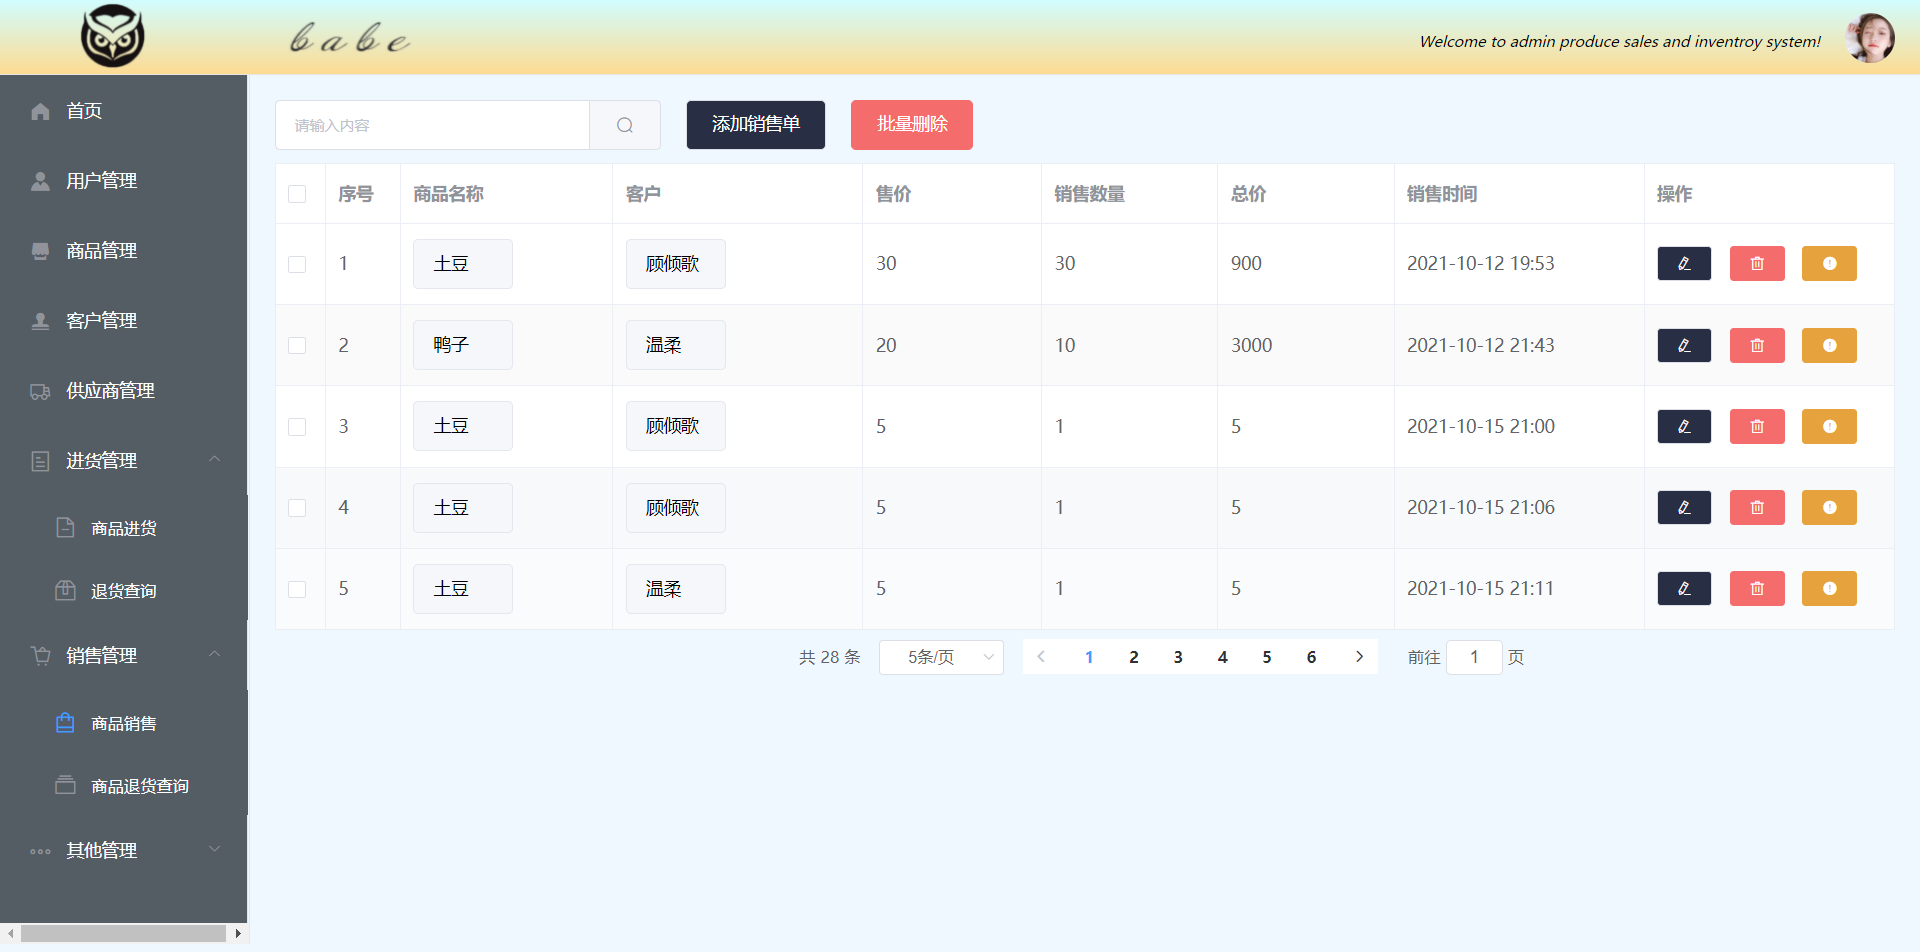 babe
Welcome to admin produce sales and inventroy system!
首页
用户管理
商品管理
客户管理
供应商管理
进货管理
商品进货
退货查询
销售管理
商品销售
商品退货查询
其他管理
请输入内容
添加销售单
批量删除
序号 商品名称 客户 售价 销售数量 总价 销售时间 操作
1 土豆 顾倾歌 30 30 900 2021-10-12 19:53
2 鸭子 温柔 20 10 3000 2021-10-12 21:43
3 土豆 顾倾歌 5 1 5 2021-10-15 21:00
4 土豆 顾倾歌 5 1 5 2021-10-15 21:06
5 土豆 温柔 5 1 5 2021-10-15 21:11
共 28 条 5条/页 1 2 3 4 5 6 前往 1 页